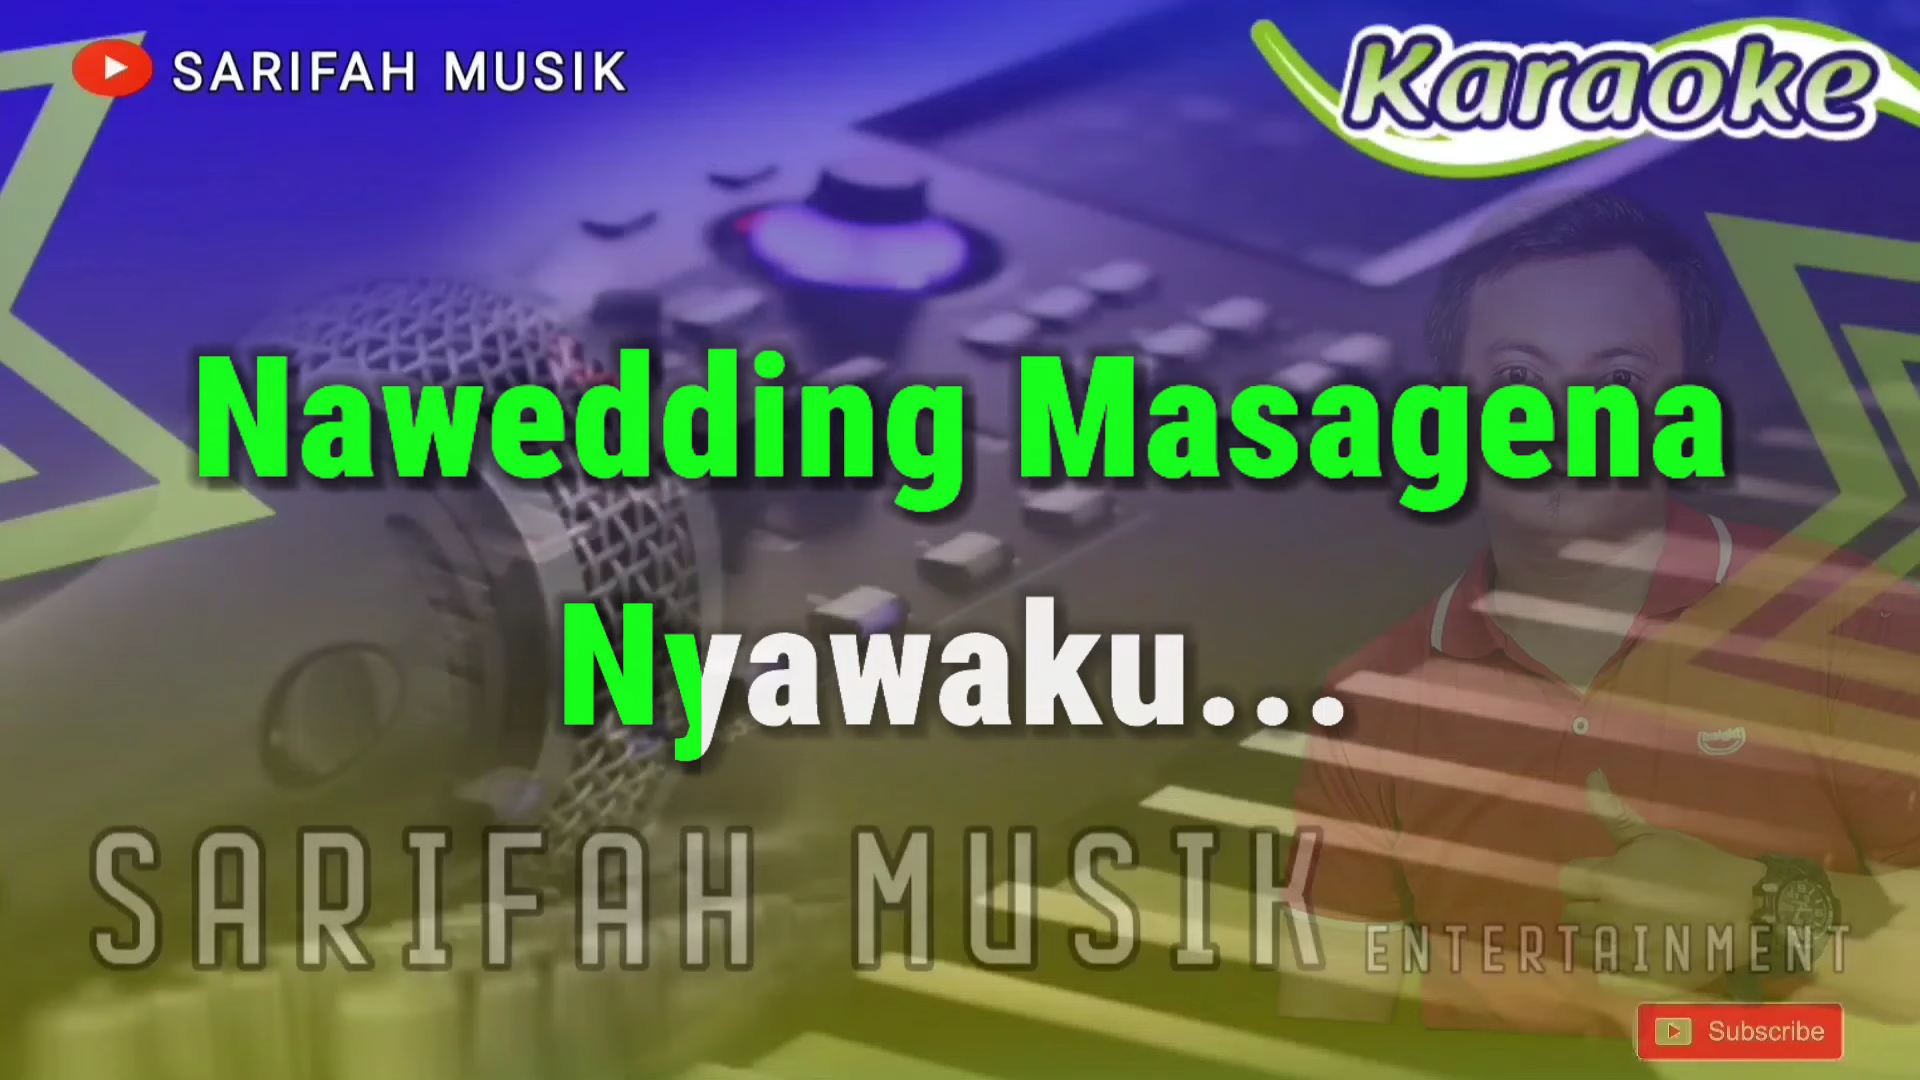 SARIFAH MUSIK
Karaoke
Nawedding Masagena
Nyawaku...
SARIFAH MUSIK ENTERTAINMENT
Subscribe